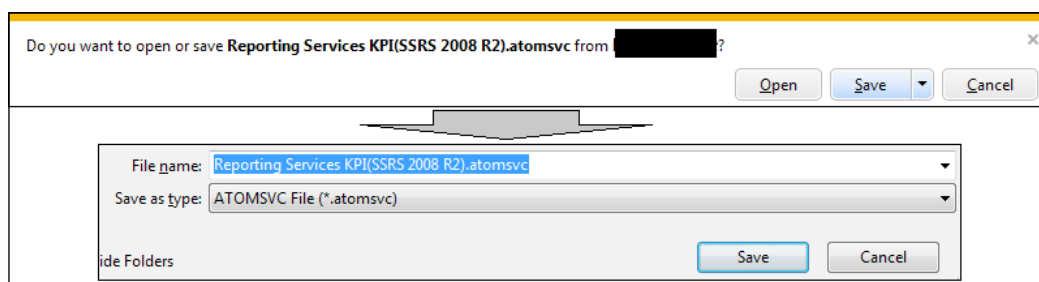 Do you want to open or save Reporting Services KPI(SSRS 2008 R2).atomsvc from ?
Open Save Cancel
File name: Reporting Services KPI(SSRS 2008 R2).atomsvc
Save as type: ATOMSVC File (*.atomsvc)
ide Folders Save Cancel